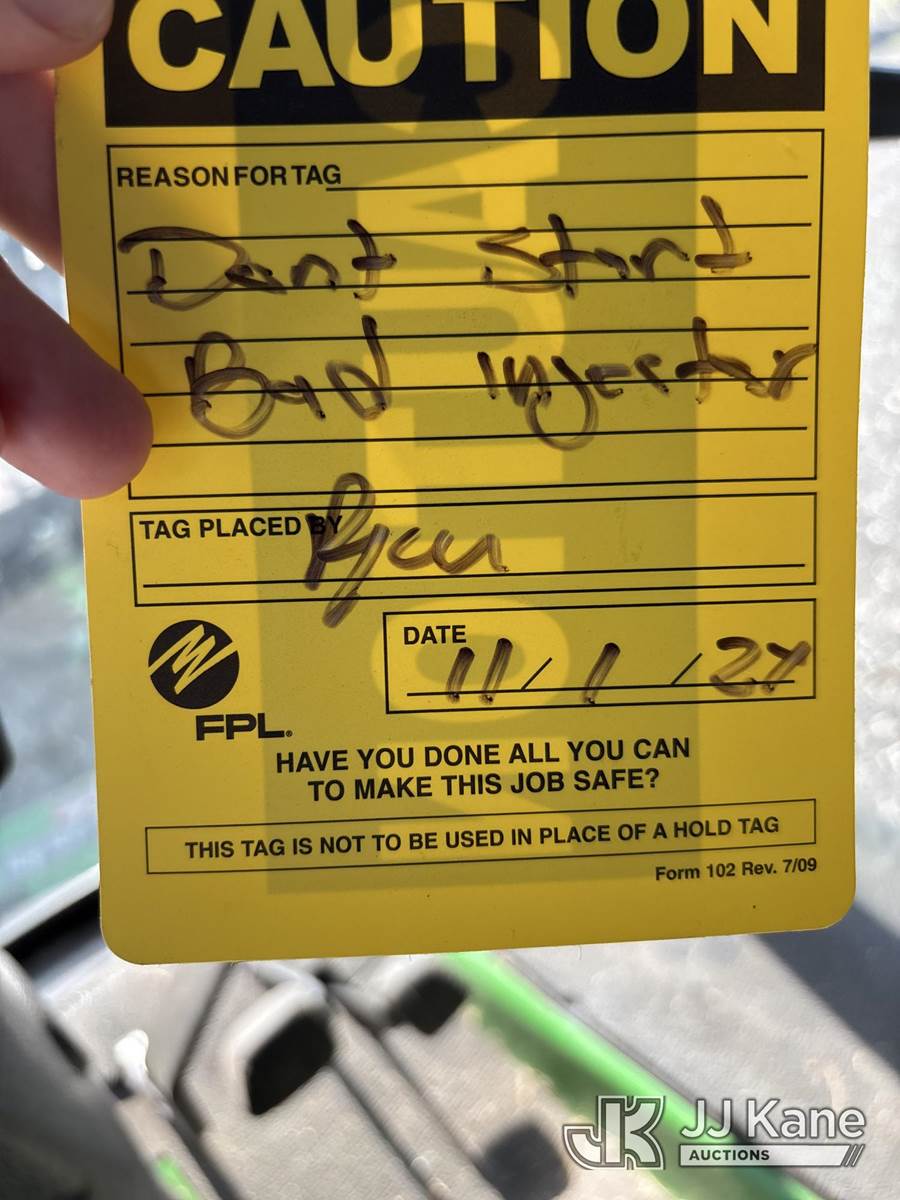 CAUTION
REASON FOR TAG
Dont Start
Bad Injector
TAG PLACED BY Ryan
DATE
11 / 1 / 24
FPL®
HAVE YOU DONE ALL YOU CAN
TO MAKE THIS JOB SAFE?
THIS TAG IS NOT TO BE USED IN PLACE OF A HOLD TAG
Form 102 Rev. 7/09
JK JJ Kane
AUCTIONS